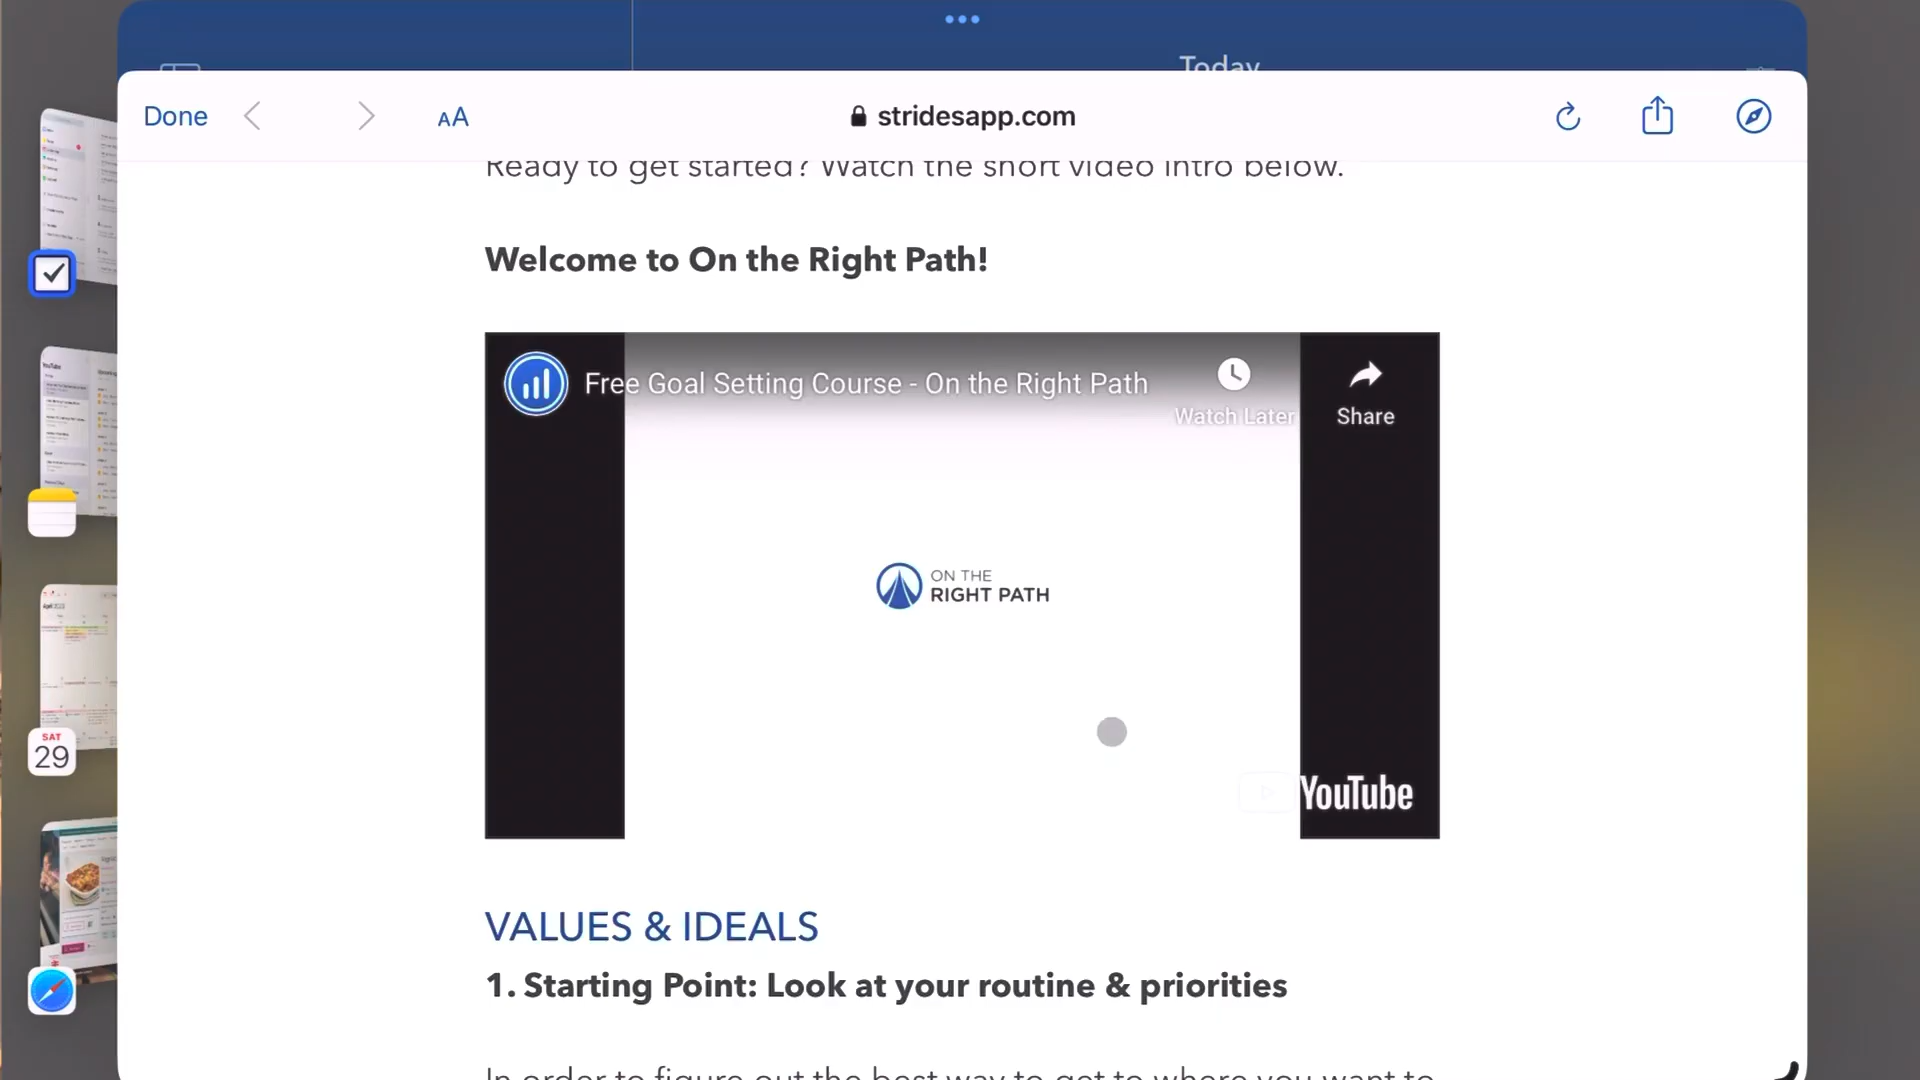 Today
Done
AA
stridesapp.com
Ready to get started? Watch the short video intro below.
Welcome to On the Right Path!
Free Goal Setting Course - On the Right Path
Watch Later
Share
ON THE
RIGHT PATH
YouTube
VALUES & IDEALS
1. Starting Point: Look at your routine & priorities
In order to figure out the best way to get to where you want to
YouTube
SAT
29